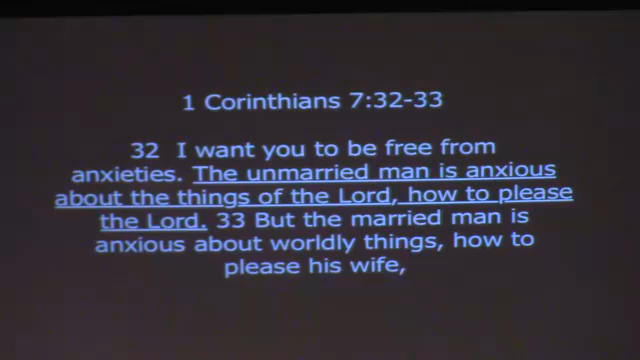 1 Corinthians 7:32-33
32 I want you to be free from
anxieties. The unmarried man is anxious
about the things of the Lord, how to please
the Lord. 33 But the married man is
anxious about worldly things, how to
please his wife,